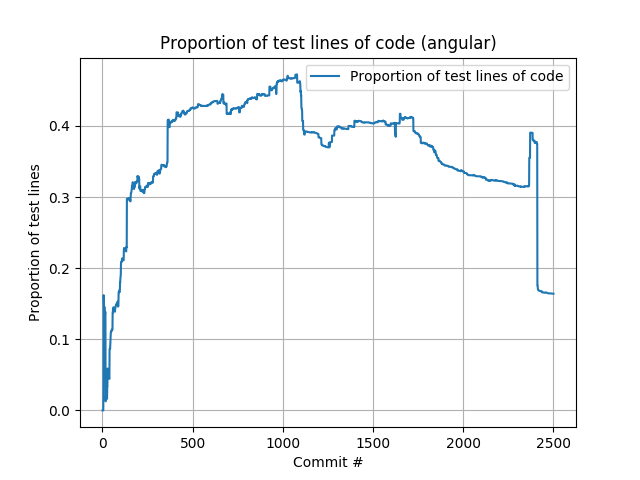 Proportion of test lines of code (angular)
Proportion of test lines of code
Proportion of test lines
0.4
0.3
0.2
0.1
0.0
0 500 1000 1500 2000 2500
Commit #